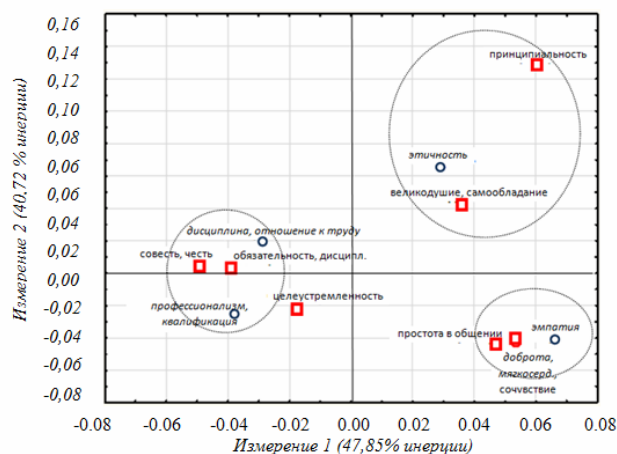 Измерение 2 (40,72 % инерции)
0,16
0,14
0,12
0,10
0,08
0,06
0,04
0,02
0,00
-0,02
-0,04
-0,06
-0,08
принципиальность
этичность
великодушие, самообладание
дисциплина, отношение к труду
совесть, честь
обязательность, дисципл.
целеустремленность
профессионализм,
квалификация
простота в общении
эмпатия
доброта,
мягкосерд.,
сочувствие
-0.08 -0.06 -0.04 -0.02 0.00 0.02 0.04 0.06 0.08
Измерение 1 (47,85% инерции)